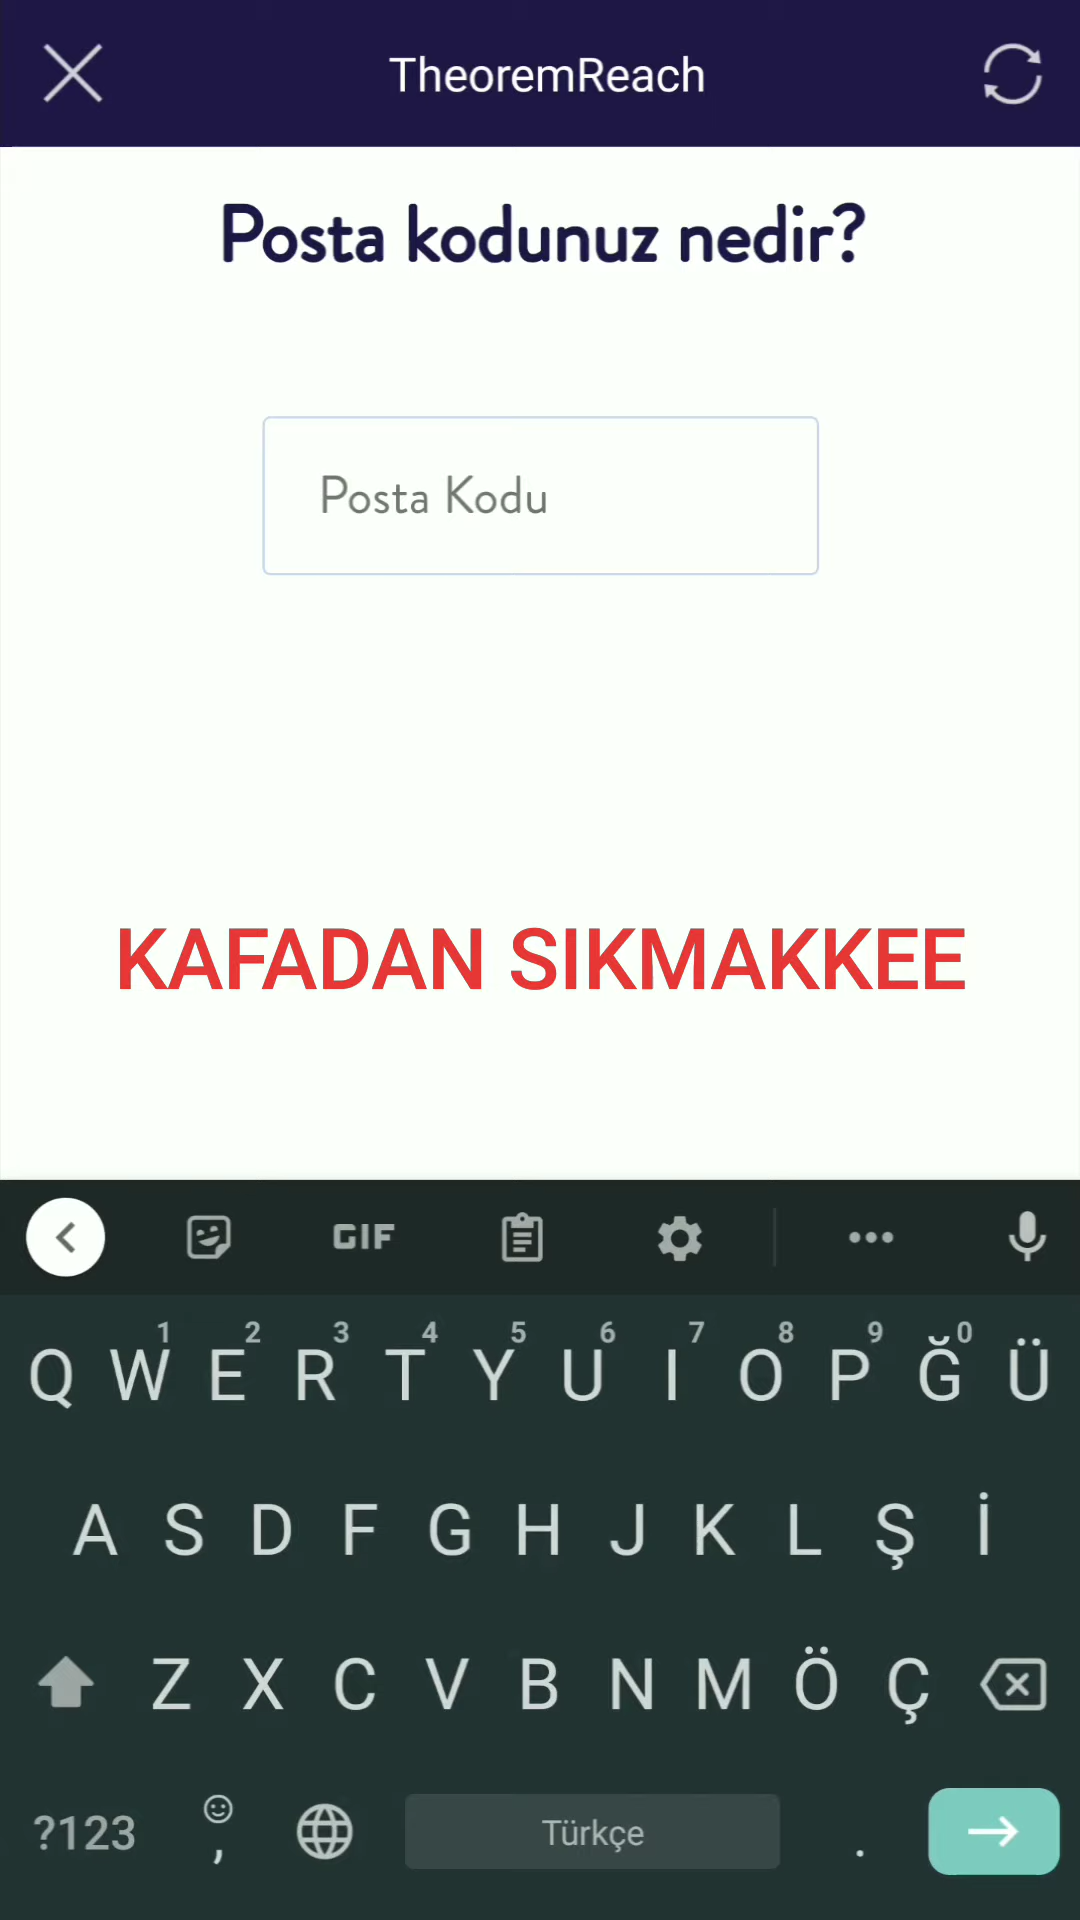 TheoremReach
Posta kodunuz nedir?
Posta Kodu
KAFADAN SIKMAKKEE
GIF
1 2 3 4 5 6 7 8 9 0
Q W E R T Y U I O P Ğ Ü
A S D F G H J K L Ş İ
Z X C V B N M Ö Ç
?123 , Türkçe .